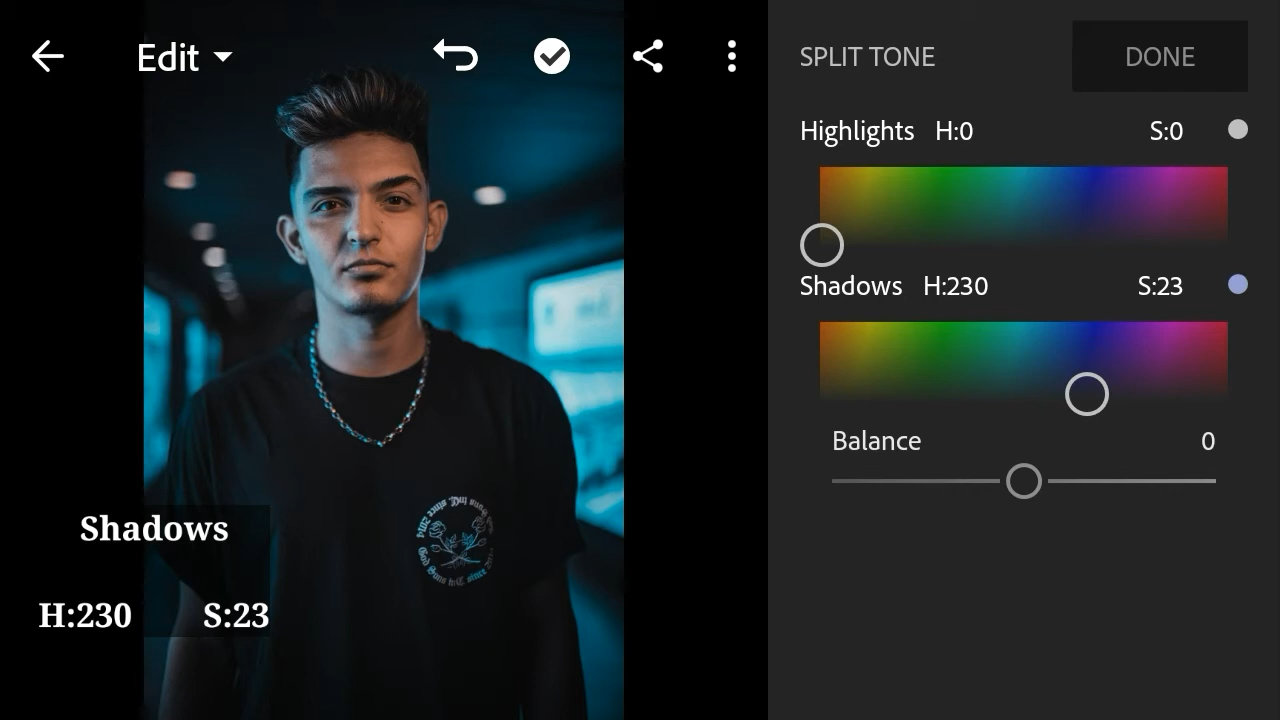 Edit
SPLIT TONE
DONE
Highlights H:0 S:0
Shadows H:230 S:23
Balance 0
Shadows
H:230 S:23